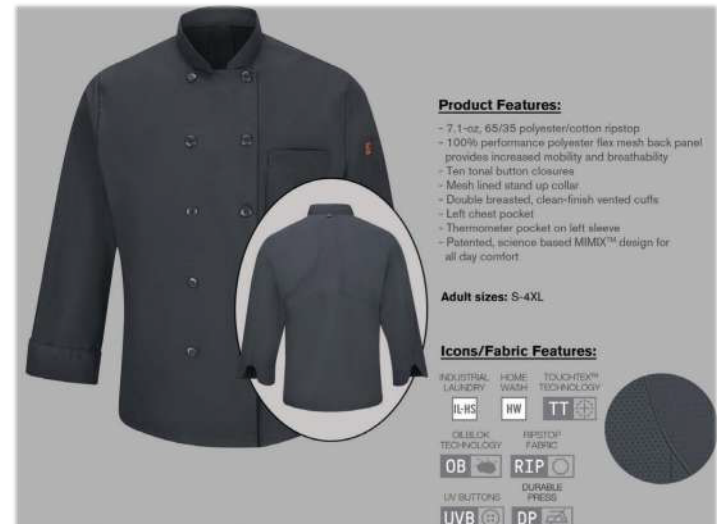 Product Features:
- 7.1-oz, 65/35 polyester/cotton ripstop
- 100% performance polyester flex mesh back panel
provides increased mobility and breathability
- Ten tonal button closures
- Mesh lined stand up collar
- Double breasted, clean-finish vented cuffs
- Left chest pocket
- Thermometer pocket on left sleeve
- Patented, science based MIMIX™ design for
all day comfort
Adult sizes: S-4XL
Icons/Fabric Features:
INDUSTRIAL LAUNDRY
HOME WASH
TOUCHTEX™ TECHNOLOGY
IL-HS
HW
TT
OILBLOK TECHNOLOGY
RIPSTOP FABRIC
OB
RIP
UV BUTTONS
DURABLE PRESS
UVB
DP